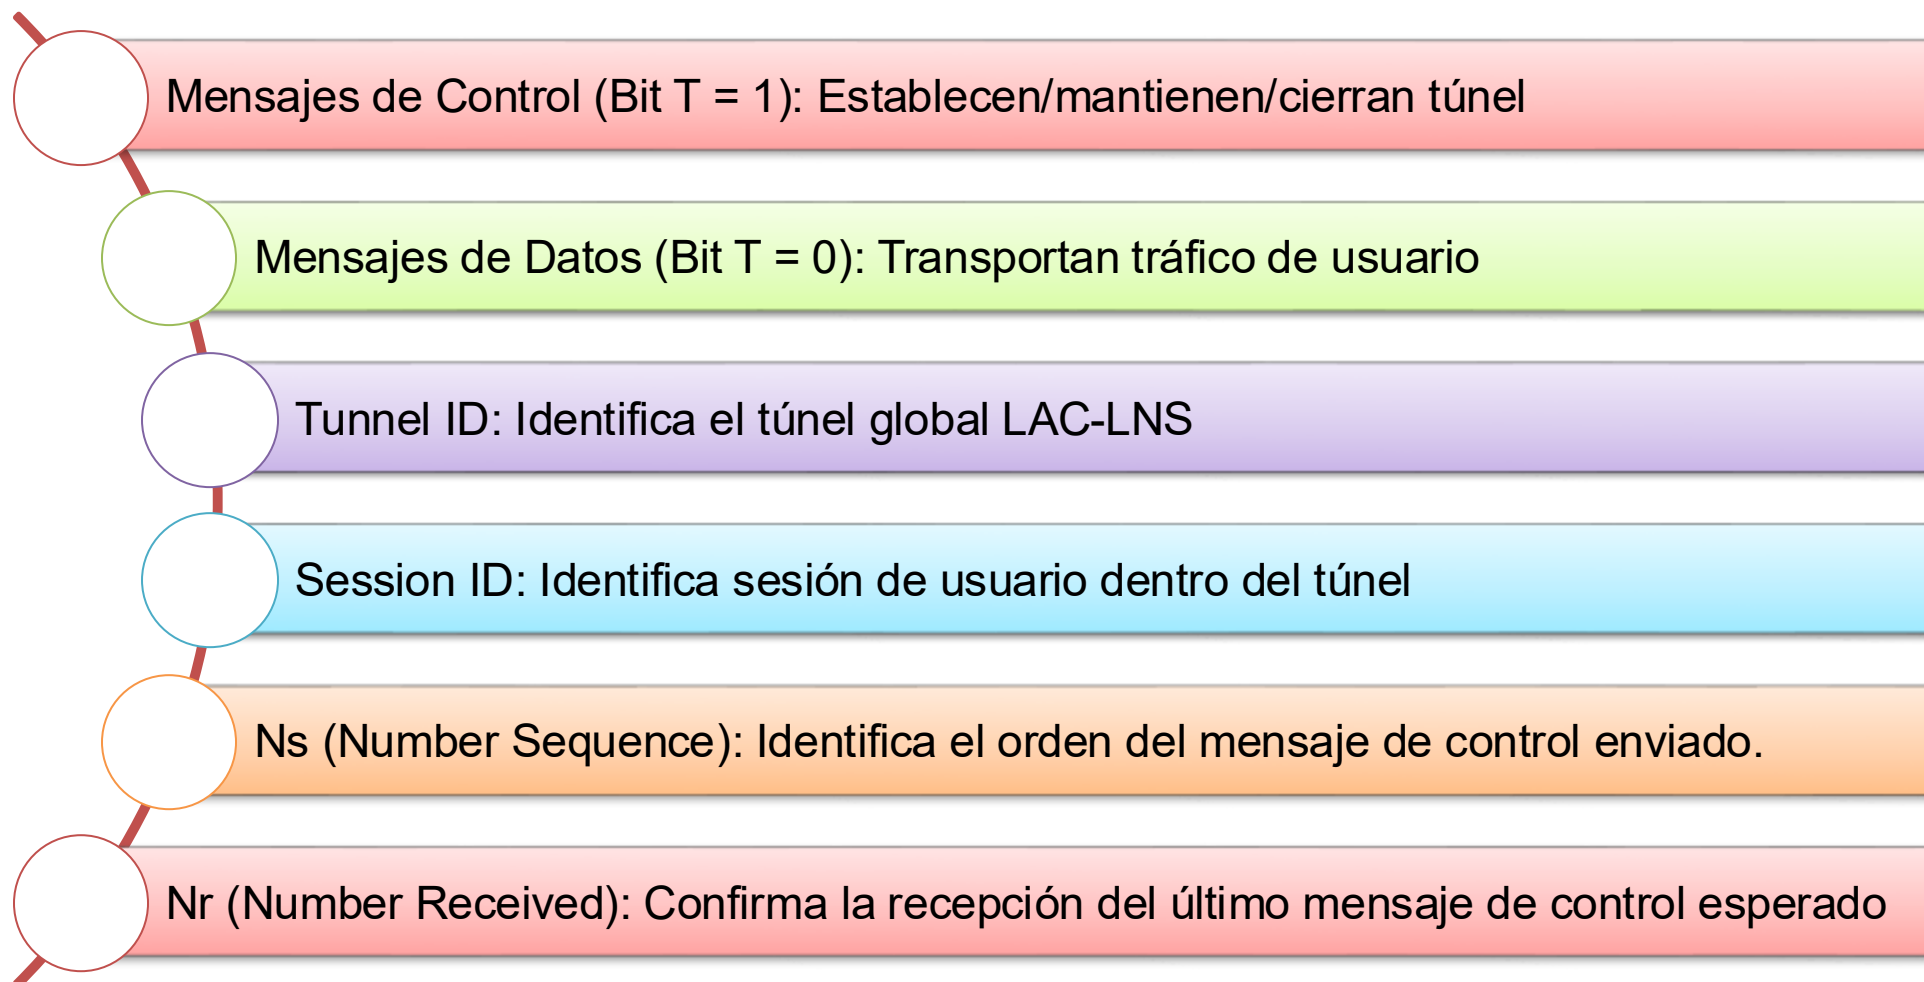 Mensajes de Control (Bit T = 1): Establecen/mantienen/cierran túnel
Mensajes de Datos (Bit T = 0): Transportan tráfico de usuario
Tunnel ID: Identifica el túnel global LAC-LNS
Session ID: Identifica sesión de usuario dentro del túnel
Ns (Number Sequence): Identifica el orden del mensaje de control enviado.
Nr (Number Received): Confirma la recepción del último mensaje de control esperado